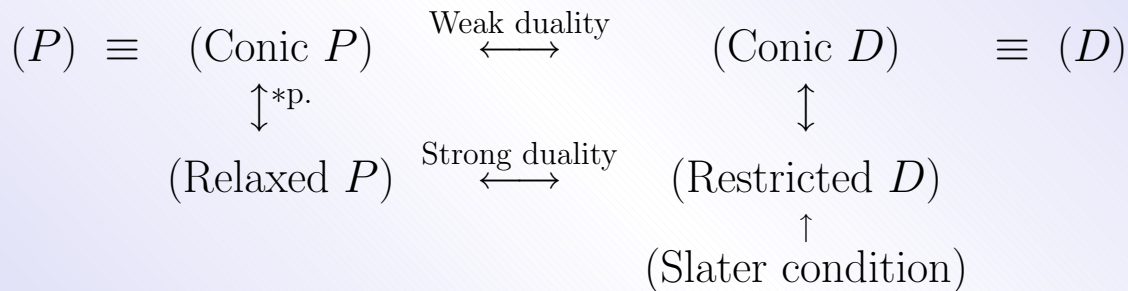 Weak duality
(P) ≡ (Conic P) ⟷ (Conic D) ≡ (D)
↕*p. ↕
Strong duality
(Relaxed P) ⟷ (Restricted D)
↑
(Slater condition)